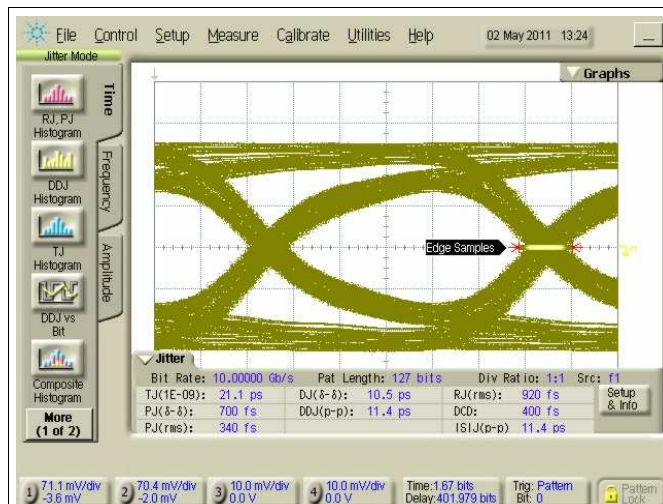 File Control Setup Measure Calibrate Utilities Help 02 May 2011 13:24
Jitter Mode
Graphs
Time
Frequency
Amplitude
RJ, PJ
Histogram
DDJ
Histogram
TJ
Histogram
DDJ vs
Bit
Composite
Histogram
More
(1 of 2)
Edge Samples
Jitter
Bit Rate: 10.00000 Gb/s Pat Length: 127 bits Div Ratio: 1:1 Src: f1
TJ(1E-09): 21.1 ps DJ(δ-δ): 10.5 ps RJ(rms): 920 fs
PJ(δ-δ): 700 fs DDJ(p-p): 11.4 ps DCD: 400 fs
PJ(rms): 340 fs ISIJ(p-p) 11.4 ps
Setup
& Info
1 71.1 mV/div
-3.6 mV
2 70.4 mV/div
-2.0 mV
3 10.0 mV/div
0.0 V
4 10.0 mV/div
0.0 V
Time:1.67 bits
Delay:401.979 bits
Trig: Pattern
Bit: 0
Pattern
Lock